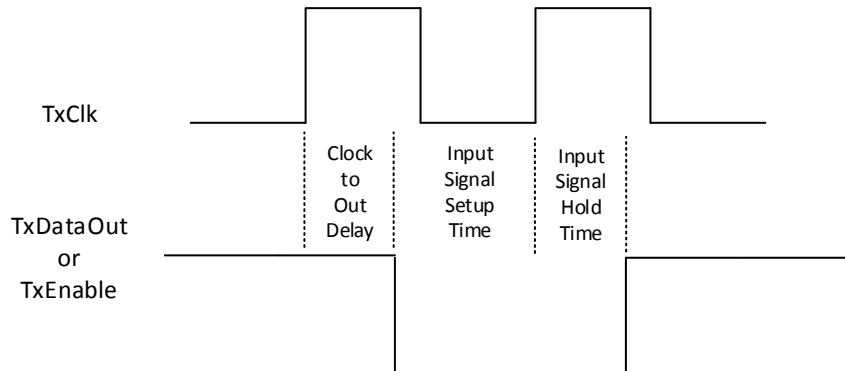 TxClk
Clock
to
Out
Delay
Input
Signal
Setup
Time
Input
Signal
Hold
Time
TxDataOut
or
TxEnable